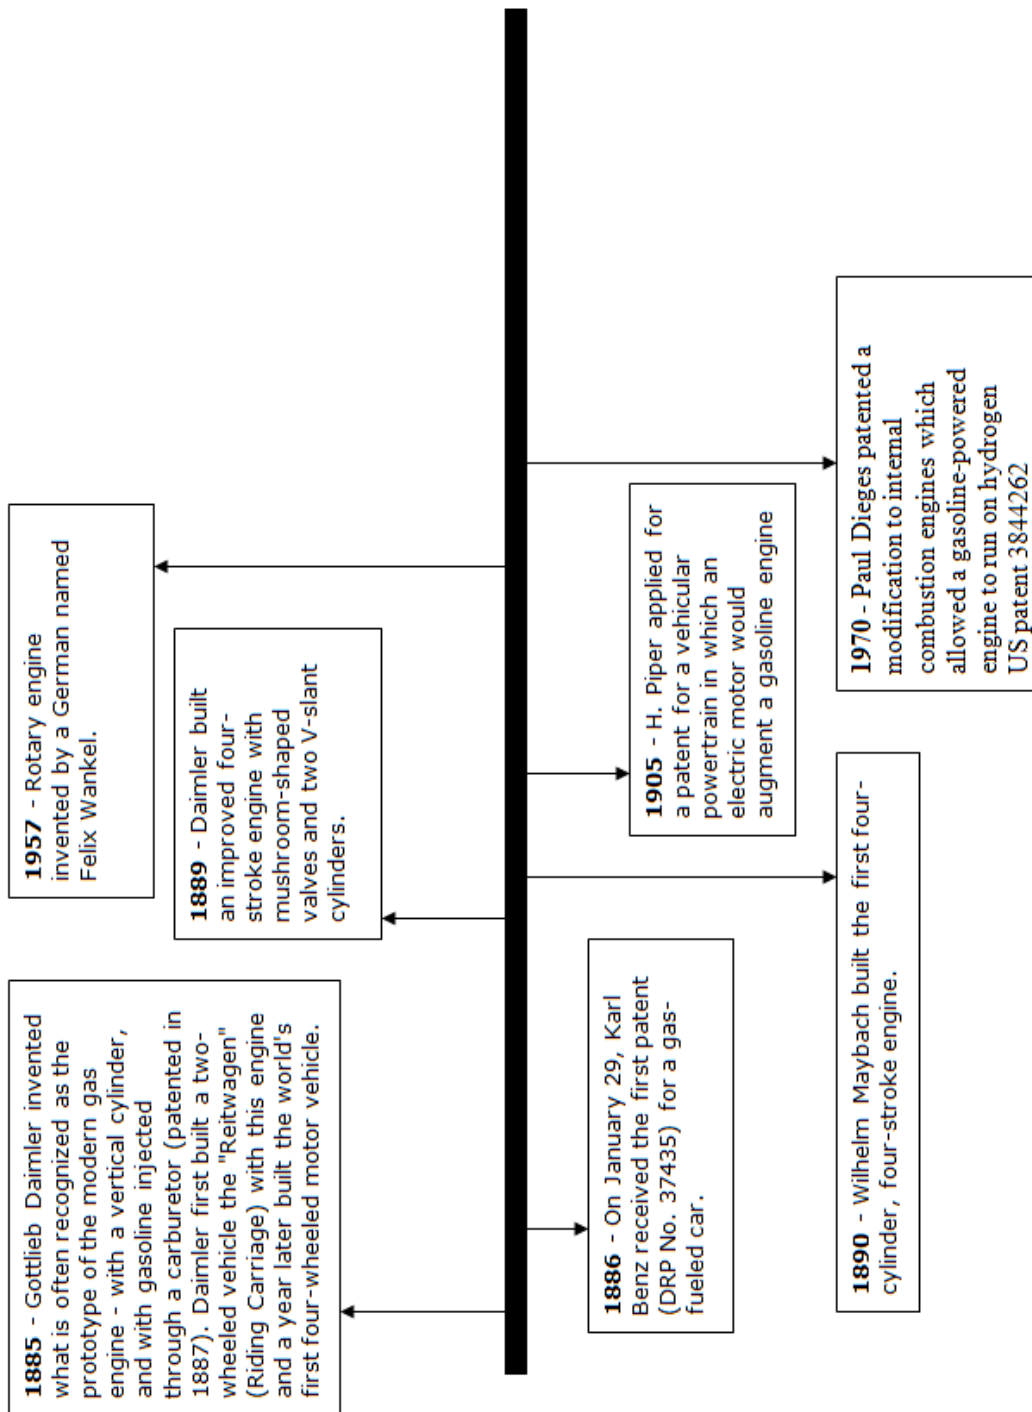 1885 - Gottlieb Daimler invented
what is often recognized as the
prototype of the modern gas
engine - with a vertical cylinder,
and with gasoline injected
through a carburetor (patented in
1887). Daimler first built a two-
wheeled vehicle the "Reitwagen"
(Riding Carriage) with this engine
and a year later built the world's
first four-wheeled motor vehicle.
1886 - On January 29, Karl
Benz received the first patent
(DRP No. 37435) for a gas-
fueled car.
1889 - Daimler built
an improved four-
stroke engine with
mushroom-shaped
valves and two V-slant
cylinders.
1890 - Wilhelm Maybach built the first four-
cylinder, four-stroke engine.
1905 - H. Piper applied for
a patent for a vehicular
powertrain in which an
electric motor would
augment a gasoline engine
1957 - Rotary engine
invented by a German named
Felix Wankel.
1970 - Paul Dieges patented a
modification to internal
combustion engines which
allowed a gasoline-powered
engine to run on hydrogen
US patent 3844262